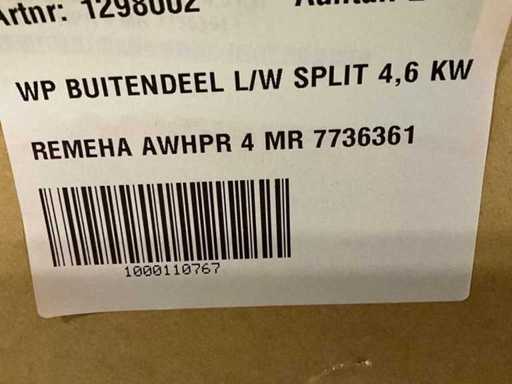 Artnr: 1298002
WP BUITENDEEL L/W SPLIT 4,6 KW
REMEHA AWHPR 4 MR 7736361
1000110767